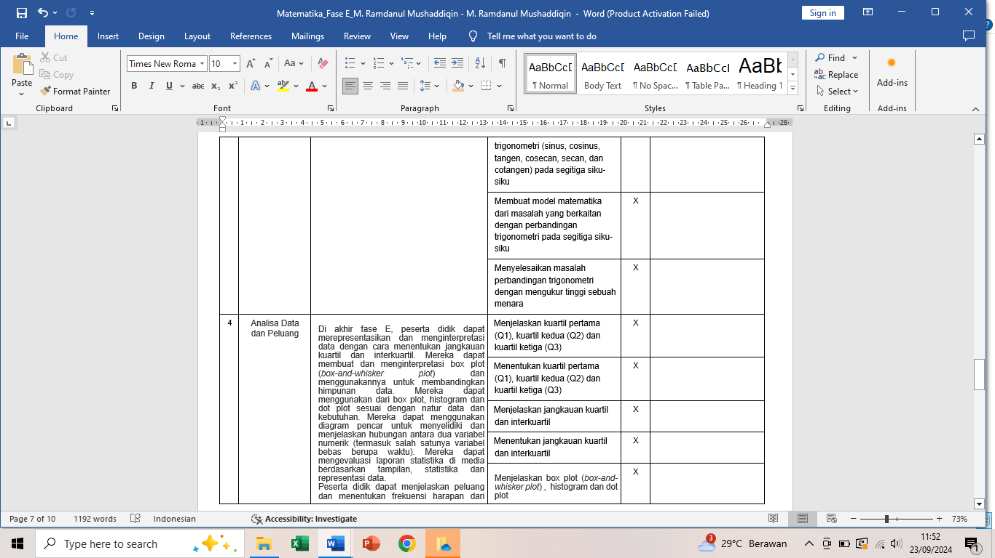 Matematika_Fase E_M. Ramdanul Mushaddiqin - M. Ramdanul Mushaddiqin - Word (Product Activation Failed)
Sign in
File Home Insert Design Layout References Mailings Review View Help Tell me what you want to do
Paste
Cut
Copy
Format Painter
Clipboard
Times New Roma 10
Font
Paragraph
AaBbCcDc
¶ Normal
AaBbCcDc
Body Text
AaBbCcDc
¶ No Spac...
AaBbCcI
¶ Table Pa...
AaBb
¶ Heading 1
Styles
Find
Replace
Select
Editing
Add-ins
Add-ins
trigonometri (sinus, cosinus,
tangen, cosecan, secan, dan
cotangen) pada segitiga siku-
siku
Membuat model matematika
dari masalah yang berkaitan
dengan perbandingan
trigonometri pada segitiga siku-
siku
X
Menyelesaikan masalah
perbandingan trigonometri
dengan mengukur tinggi sebuah
menara
X
4
Analisa Data
dan Peluang
Di akhir fase E, peserta didik dapat
merepresentasikan dan menginterpretasi
data dengan cara menentukan jangkauan
kuartil dan interkuartil. Mereka dapat
membuat dan menginterpretasi box plot
(box-and-whisker plot) dan
menggunakannya untuk membandingkan
himpunan data. Mereka dapat
menggunakan dari box plot, histogram dan
dot plot sesuai dengan natur data dan
kebutuhan. Mereka dapat menggunakan
diagram pencar untuk menyelidiki dan
menjelaskan hubungan antara dua variabel
numerik (termasuk salah satunya variabel
bebas berupa waktu). Mereka dapat
mengevaluasi laporan statistika di media
berdasarkan tampilan, statistika dan
representasi data.
Peserta didik dapat menjelaskan peluang
dan menentukan frekuensi harapan dari
Menjelaskan kuartil pertama
(Q1), kuartil kedua (Q2) dan
kuartil ketiga (Q3)
X
Menentukan kuartil pertama
(Q1), kuartil kedua (Q2) dan
kuartil ketiga (Q3)
X
Menjelaskan jangkauan kuartil
dan interkuartil
X
Menentukan jangkauan kuartil
dan interkuartil
X
Menjelaskan box plot (box-and-
whisker plot) , histogram dan dot
plot
X
Page 7 of 10 1192 words Indonesian Accessibility: Investigate 73%
Type here to search
29°C Berawan
11:52
23/09/2024